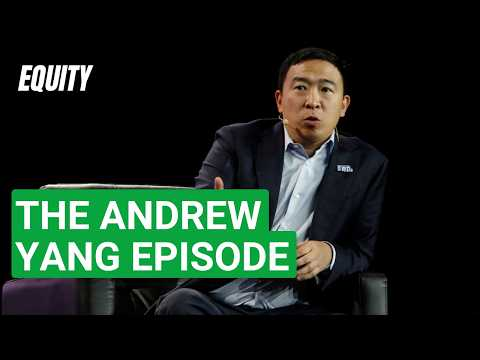 EQUITY
THE ANDREW
YANG EPISODE